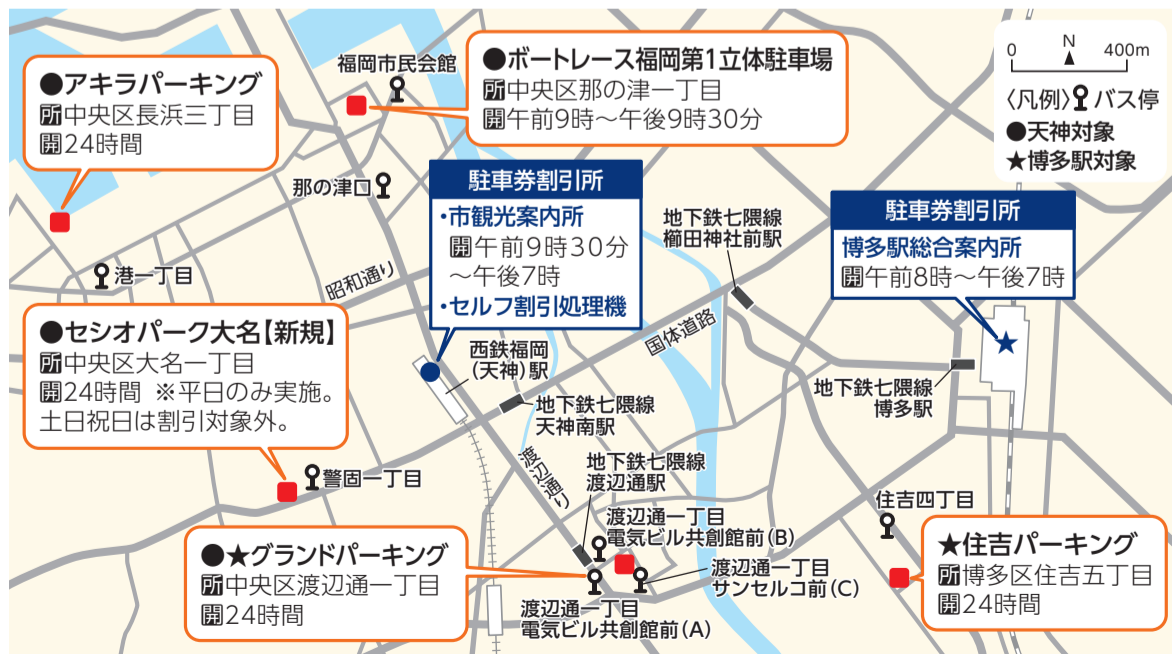 ●アキラパーキング
所中央区長浜三丁目
開24時間
福岡市民会館
●ボートレース福岡第1立体駐車場
所中央区那の津一丁目
開午前9時～午後9時30分
0 N 400m
〈凡例〉バス停
●天神対象
★博多駅対象
那の津口
港一丁目
昭和通り
駐車券割引所
・市観光案内所
開午前9時30分
～午後7時
・セルフ割引処理機
地下鉄七隈線
櫛田神社前駅
駐車券割引所
博多駅総合案内所
開午前8時～午後7時
●セシオパーク大名【新規】
所中央区大名一丁目
開24時間 ※平日のみ実施。
土日祝日は割引対象外。
西鉄福岡
（天神）駅
国体道路
地下鉄七隈線
博多駅
地下鉄七隈線
天神南駅
警固一丁目
渡辺通り
地下鉄七隈線
渡辺通駅
渡辺通一丁目
電気ビル共創館前（B）
住吉四丁目
●★グランドパーキング
所中央区渡辺通一丁目
開24時間
渡辺通一丁目
サンセルコ前（C）
渡辺通一丁目
電気ビル共創館前（A）
★住吉パーキング
所博多区住吉五丁目
開24時間